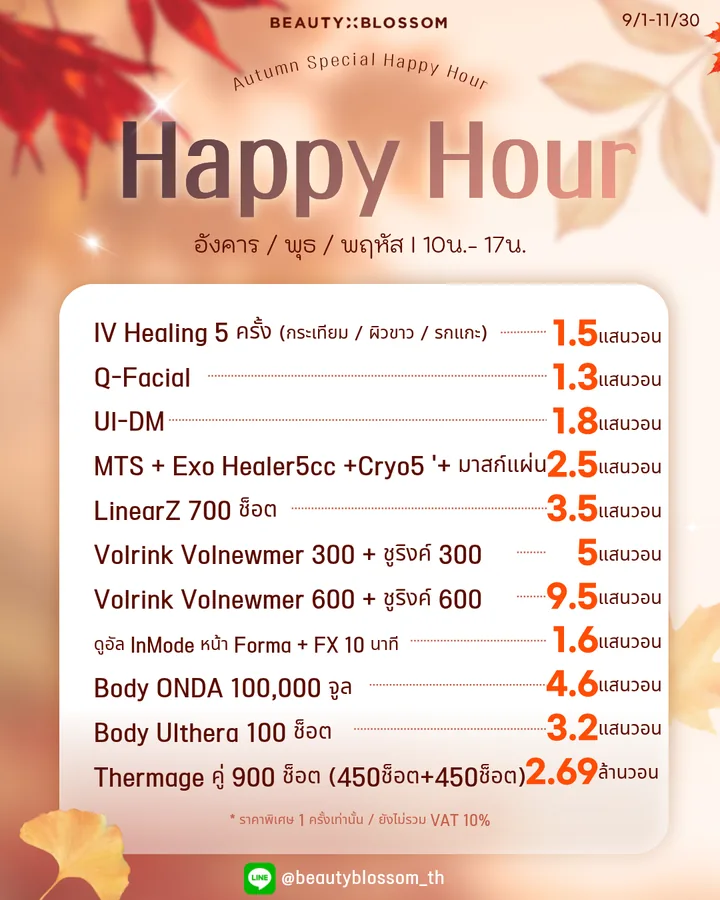 BEAUTY BLOSSOM
9/1-11/30
Autumn Special Happy Hour
Happy Hour
อังคาร / พุธ / พฤหัส | 10น.- 17น.
IV Healing 5 ครั้ง (กระเทียม / ผิวขาว / รกแกะ) 1.5แสนวอน
Q-Facial 1.3แสนวอน
UI-DM 1.8แสนวอน
MTS + Exo Healer5cc +Cryo5 '+ มาสก์แผ่น 2.5แสนวอน
LinearZ 700 ช็อต 3.5แสนวอน
Volrink Volnewmer 300 + ชูริงค์ 300 5แสนวอน
Volrink Volnewmer 600 + ชูริงค์ 600 9.5แสนวอน
ดูอัล InMode หน้า Forma + FX 10 นาที 1.6แสนวอน
Body ONDA 100,000 จูล 4.6แสนวอน
Body Ulthera 100 ช็อต 3.2แสนวอน
Thermage คู่ 900 ช็อต (450ช็อต+450ช็อต) 2.69ล้านวอน
* ราคาพิเศษ 1 ครั้งเท่านั้น / ยังไม่รวม VAT 10%
LINE @beautyblossom_th